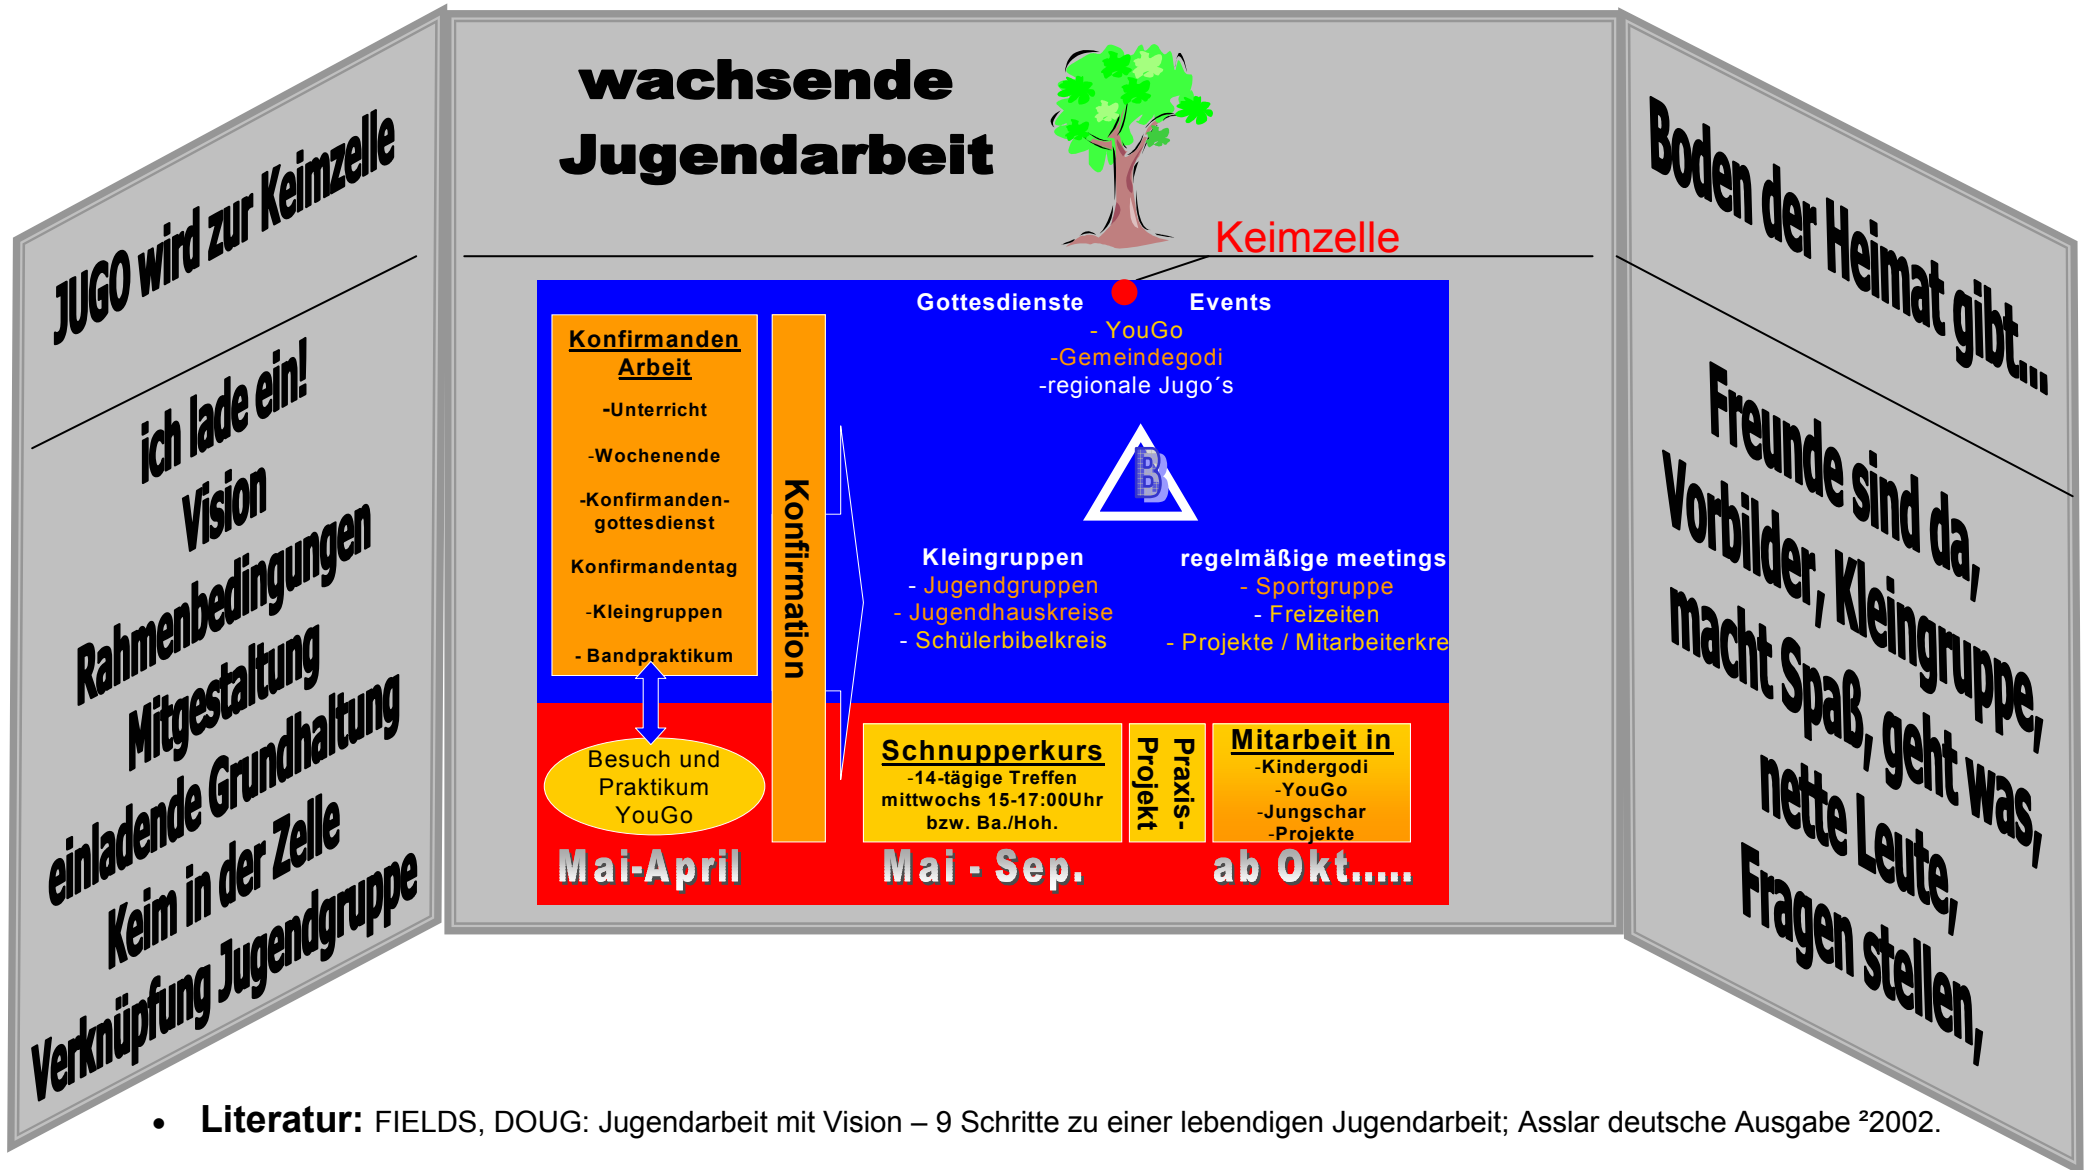 JUGO wird zur Keimzelle
ich lade ein!
Vision
Rahmenbedingungen
Mitgestaltung
einladende Grundhaltung
Keim in der Zelle
Verknüpfung Jugendgruppe
wachsende
Jugendarbeit
Keimzelle
Konfirmanden
Arbeit
-Unterricht
-Wochenende
-Konfirmanden-
gottesdienst
Konfirmandentag
-Kleingruppen
- Bandpraktikum
Konfirmation
Gottesdienste
Events
- YouGo
-Gemeindegodi
-regionale Jugo´s
B
Kleingruppen
- Jugendgruppen
- Jugendhauskreise
- Schülerbibelkreis
regelmäßige meetings
- Sportgruppe
- Freizeiten
- Projekte / Mitarbeiterkre
Besuch und
Praktikum
YouGo
Schnupperkurs
-14-tägige Treffen
mittwochs 15-17:00Uhr
bzw. Ba./Hoh.
Praxis-
Projekt
Mitarbeit in
-Kindergodi
-YouGo
-Jungschar
-Projekte
Mai-April
Mai - Sep.
ab Okt.....
Boden der Heimat gibt...
Freunde sind da,
Vorbilder, Kleingruppe,
macht Spaß, geht was,
nette Leute,
Fragen stellen,
• Literatur: FIELDS, DOUG: Jugendarbeit mit Vision – 9 Schritte zu einer lebendigen Jugendarbeit; Asslar deutsche Ausgabe ²2002.